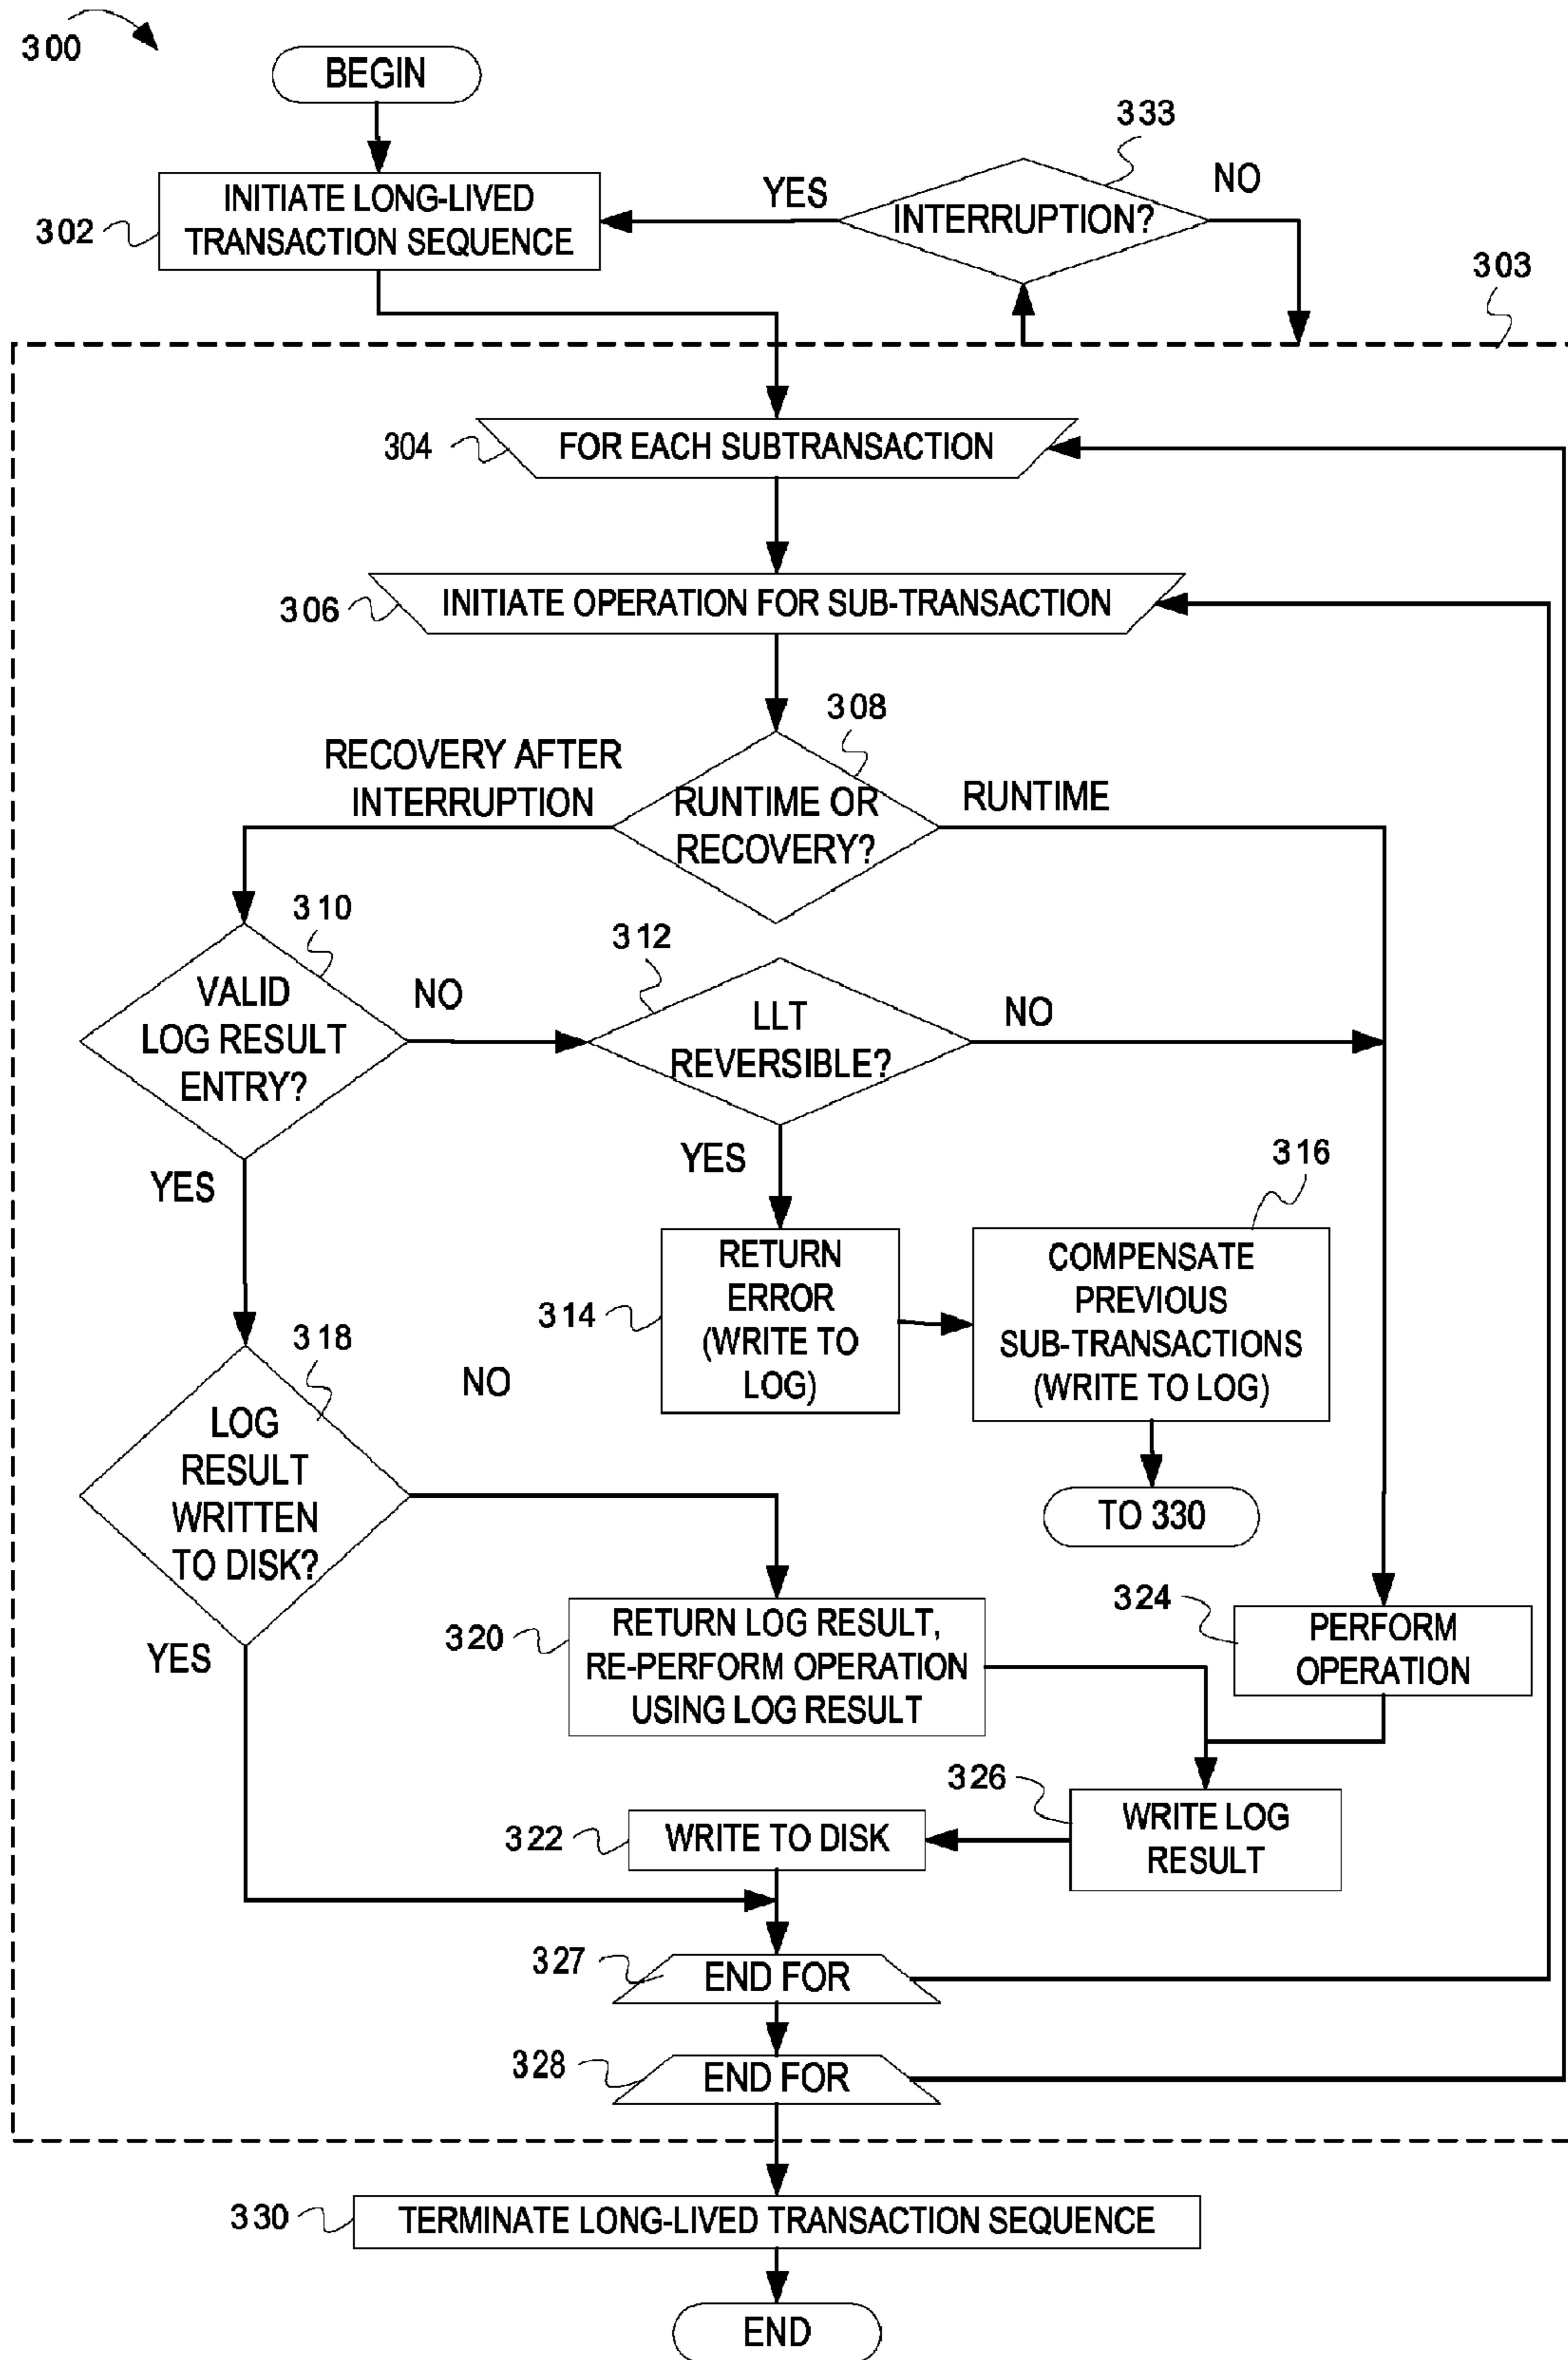 300
BEGIN
333
INITIATE LONG-LIVED
TRANSACTION SEQUENCE
302
YES
INTERRUPTION?
NO
303
304
FOR EACH SUBTRANSACTION
306
INITIATE OPERATION FOR SUB-TRANSACTION
308
RECOVERY AFTER
INTERRUPTION
RUNTIME OR
RECOVERY?
RUNTIME
310
VALID
LOG RESULT
ENTRY?
NO
312
LLT
REVERSIBLE?
NO
YES
YES
314
RETURN
ERROR
(WRITE TO
LOG)
316
COMPENSATE
PREVIOUS
SUB-TRANSACTIONS
(WRITE TO LOG)
318
LOG
RESULT
WRITTEN
TO DISK?
NO
TO 330
YES
320
RETURN LOG RESULT,
RE-PERFORM OPERATION
USING LOG RESULT
324
PERFORM
OPERATION
326
WRITE LOG
RESULT
322
WRITE TO DISK
327
END FOR
328
END FOR
330
TERMINATE LONG-LIVED TRANSACTION SEQUENCE
END